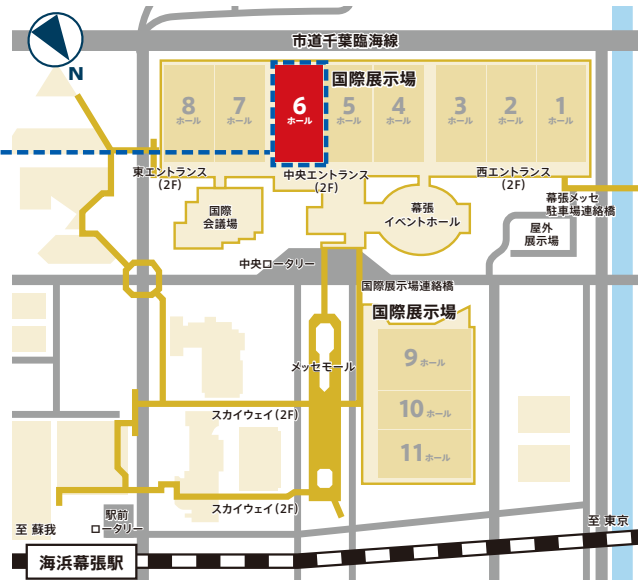 市道千葉臨海線
N
国際展示場
8
ホール
7
ホール
6
ホール
5
ホール
4
ホール
3
ホール
2
ホール
1
ホール
東エントランス
(2F)
中央エントランス
(2F)
西エントランス
(2F)
国際
会議場
幕張
イベントホール
幕張メッセ
駐車場連絡橋
屋外
展示場
中央ロータリー
国際展示場連絡橋
国際展示場
メッセモール
9 ホール
10 ホール
11 ホール
スカイウェイ(2F)
スカイウェイ(2F)
駅前
ロータリー
至 蘇我
至 東京
海浜幕張駅